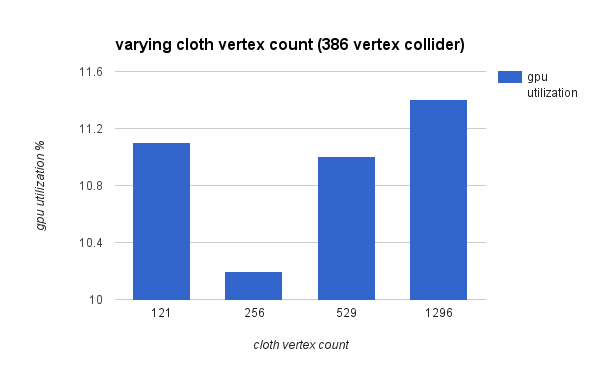 varying cloth vertex count (386 vertex collider)
11.6
11.2
10.8
10.4
10
gpu utilization %
121 256 529 1296
cloth vertex count
gpu
utilization